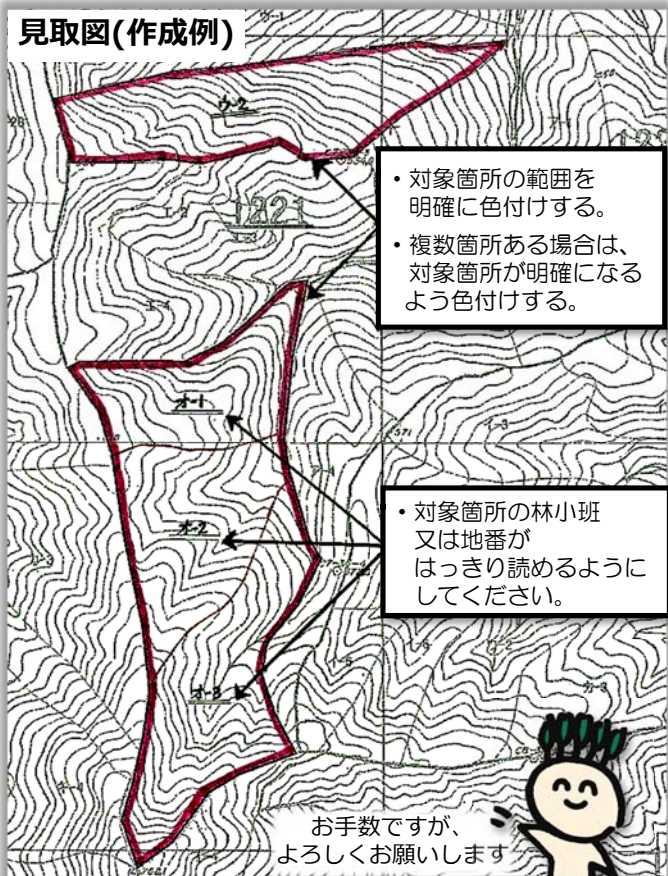 見取図(作成例)
ウ-2
・対象箇所の範囲を
明確に色付けする。
・複数箇所ある場合は、
対象箇所が明確になる
よう色付けする。
1221
オ-1
571
オ-2
・対象箇所の林小班
又は地番が
はっきり読めるように
してください。
オ-3
お手数ですが、
よろしくお願いします